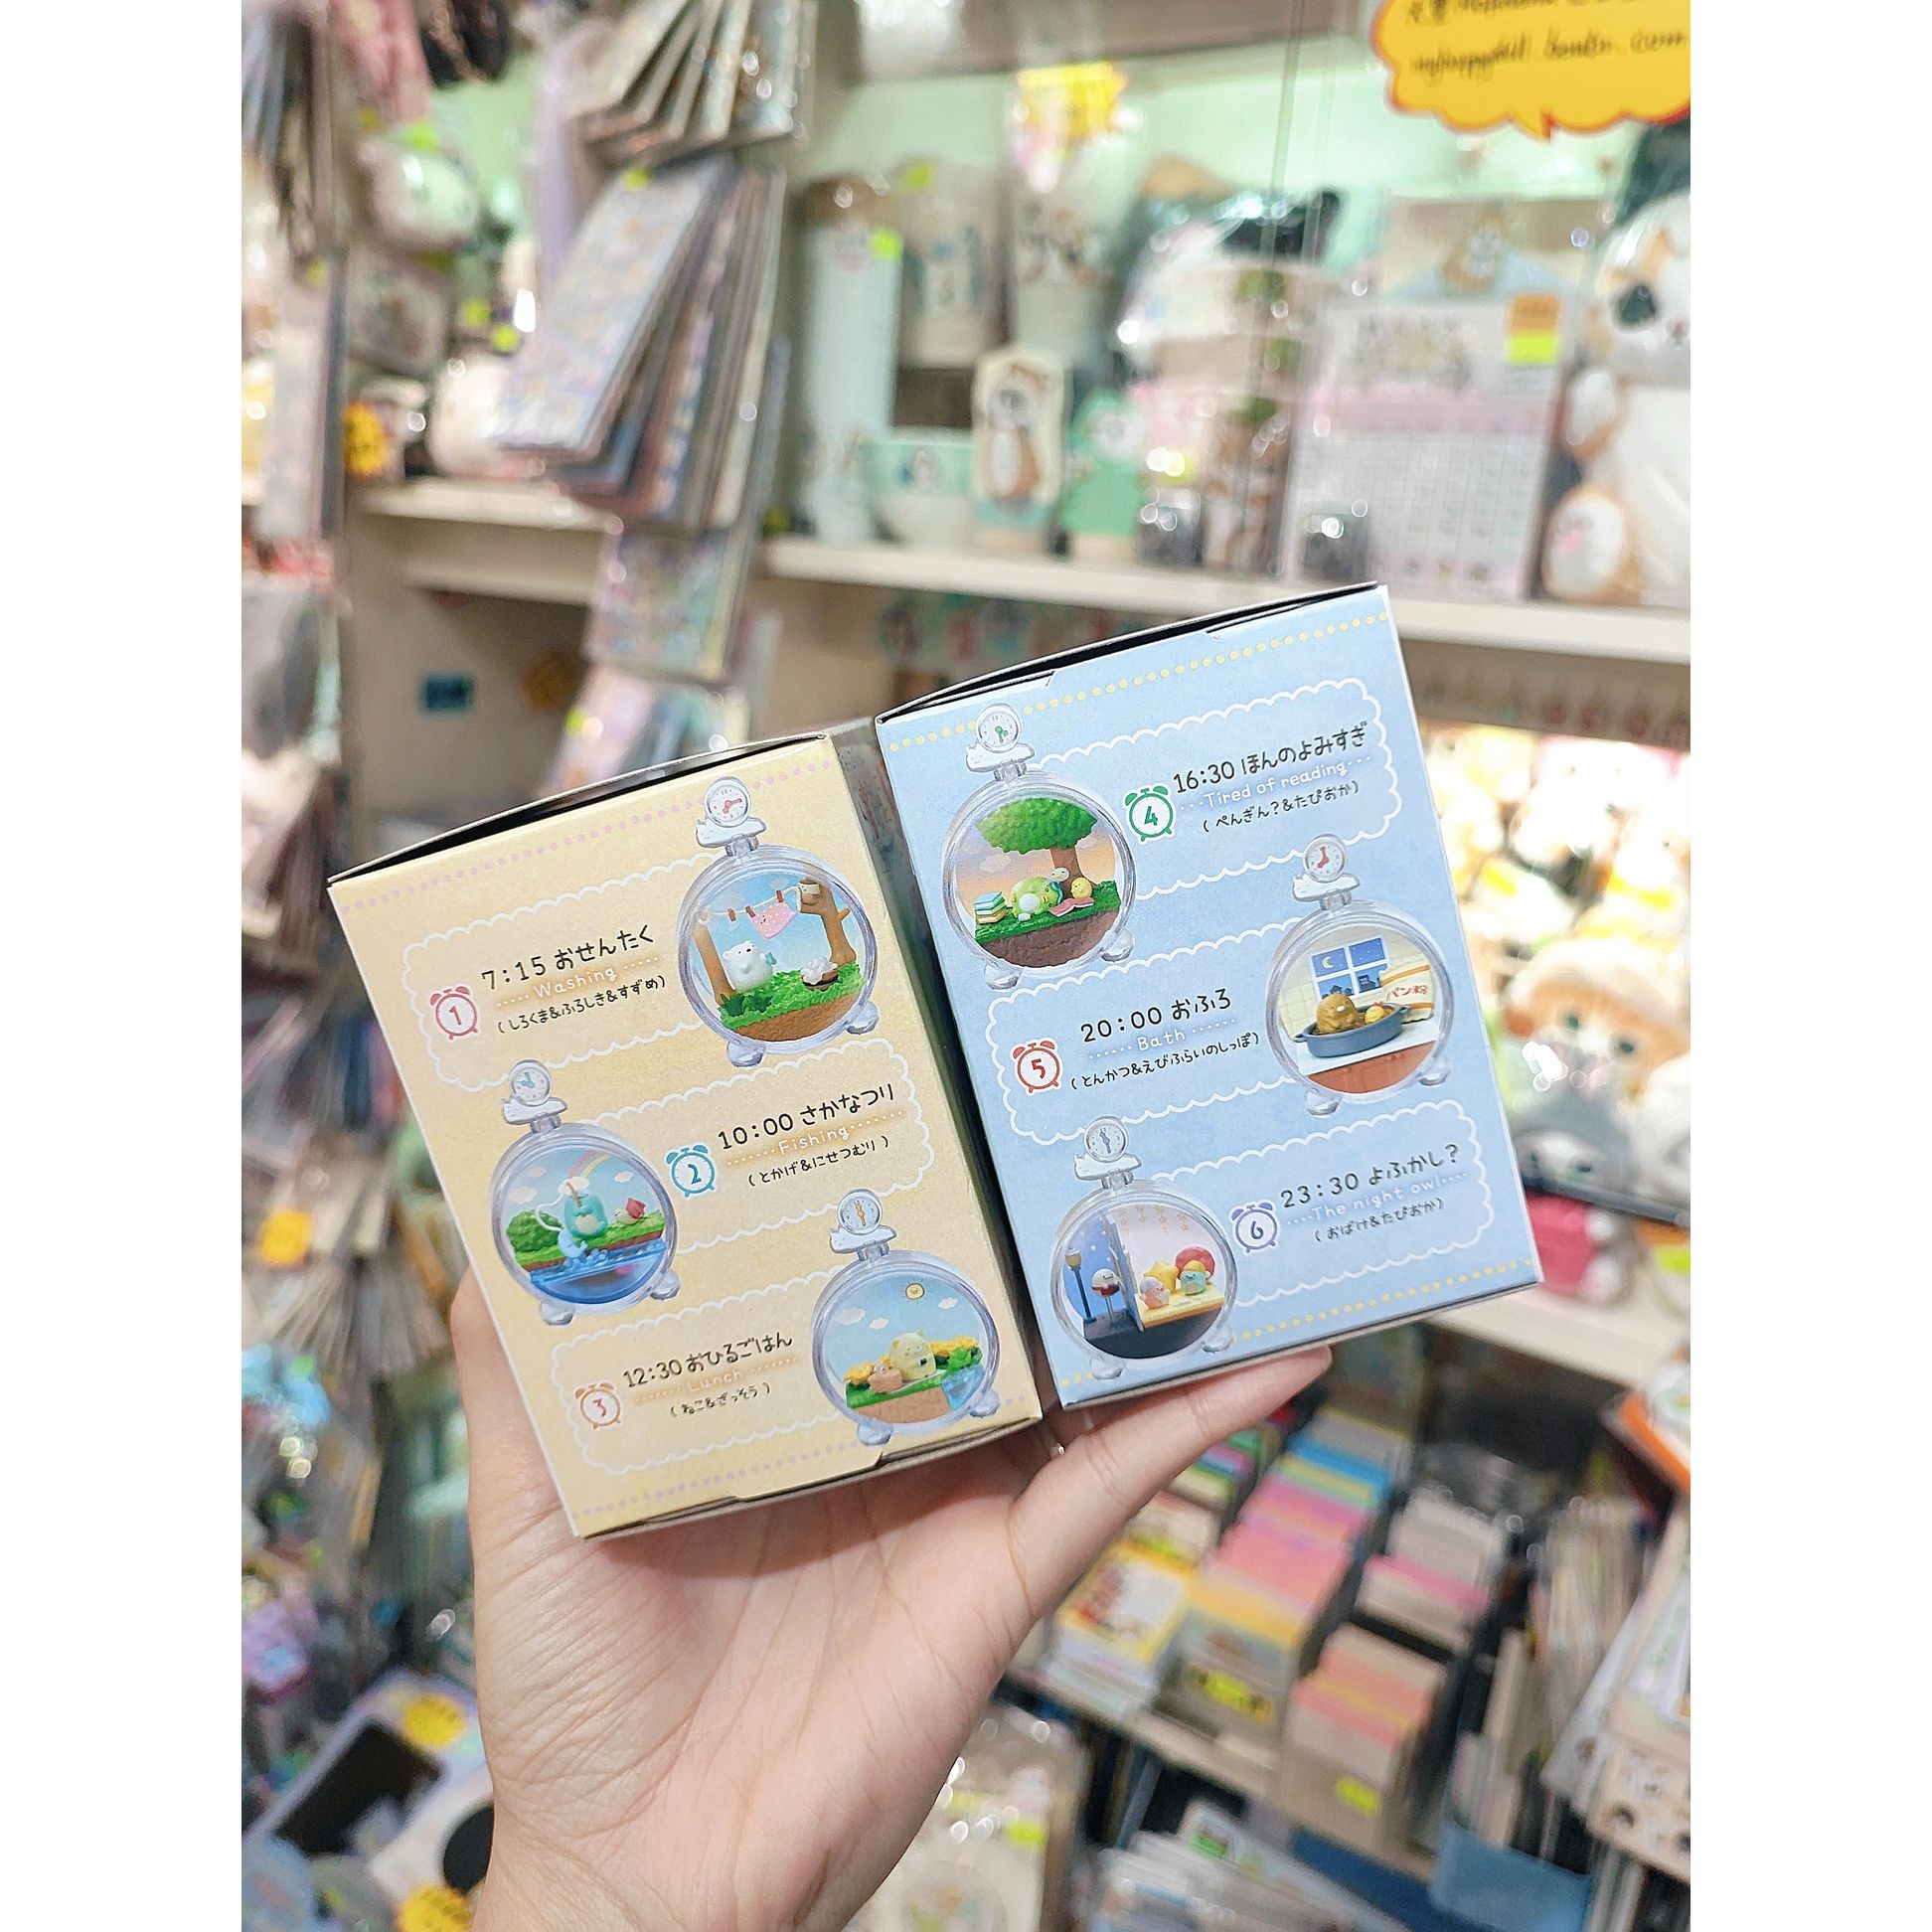 1
7:15 おせんたく
Washing
(しろくま&ふろしき&すずめ)
2
10:00 さかなつり
Fishing
(とかげ&にせつむり)
3
12:30 おひるごはん
Lunch
(ねこ&ざっそう)
4
16:30 ほんのよみすぎ
Tired of reading
(ぺんぎん?&たぴおか)
5
20:00 おふろ
Bath
(とんかつ&えびふらいのしっぽ)
パン粉
6
23:30 よふかし?
The night owl
(おばけ&たぴおか)